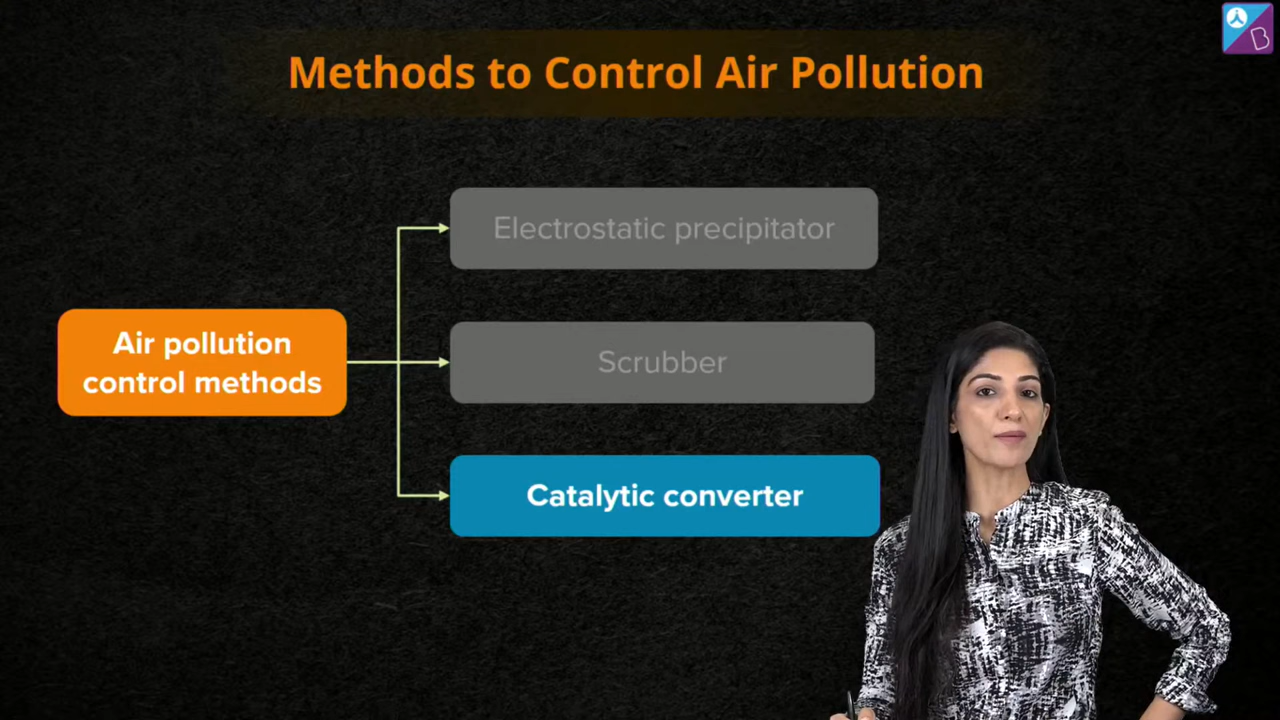 Methods to Control Air Pollution
Electrostatic precipitator
Air pollution
control methods
Scrubber
Catalytic converter
B